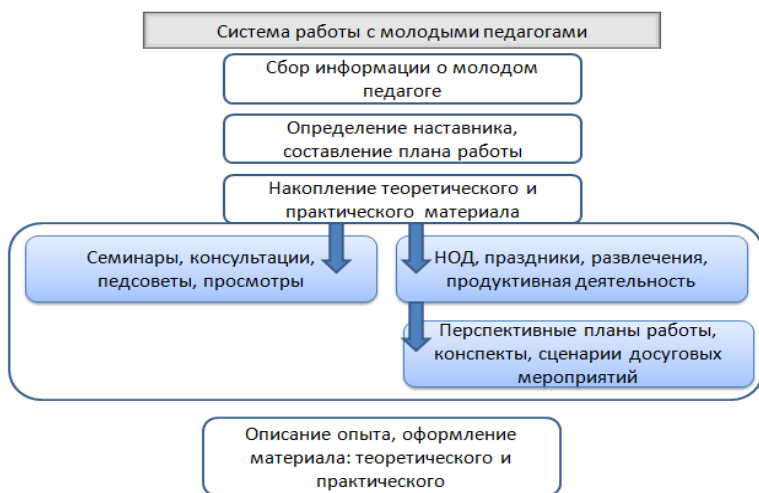 Система работы с молодыми педагогами
Сбор информации о молодом
педагоге
Определение наставника,
составление плана работы
Накопление теоретического и
практического материала
Семинары, консультации,
педсоветы, просмотры
НОД, праздники, развлечения,
продуктивная деятельность
Перспективные планы работы,
конспекты, сценарии досуговых
мероприятий
Описание опыта, оформление
материала: теоретического и
практического